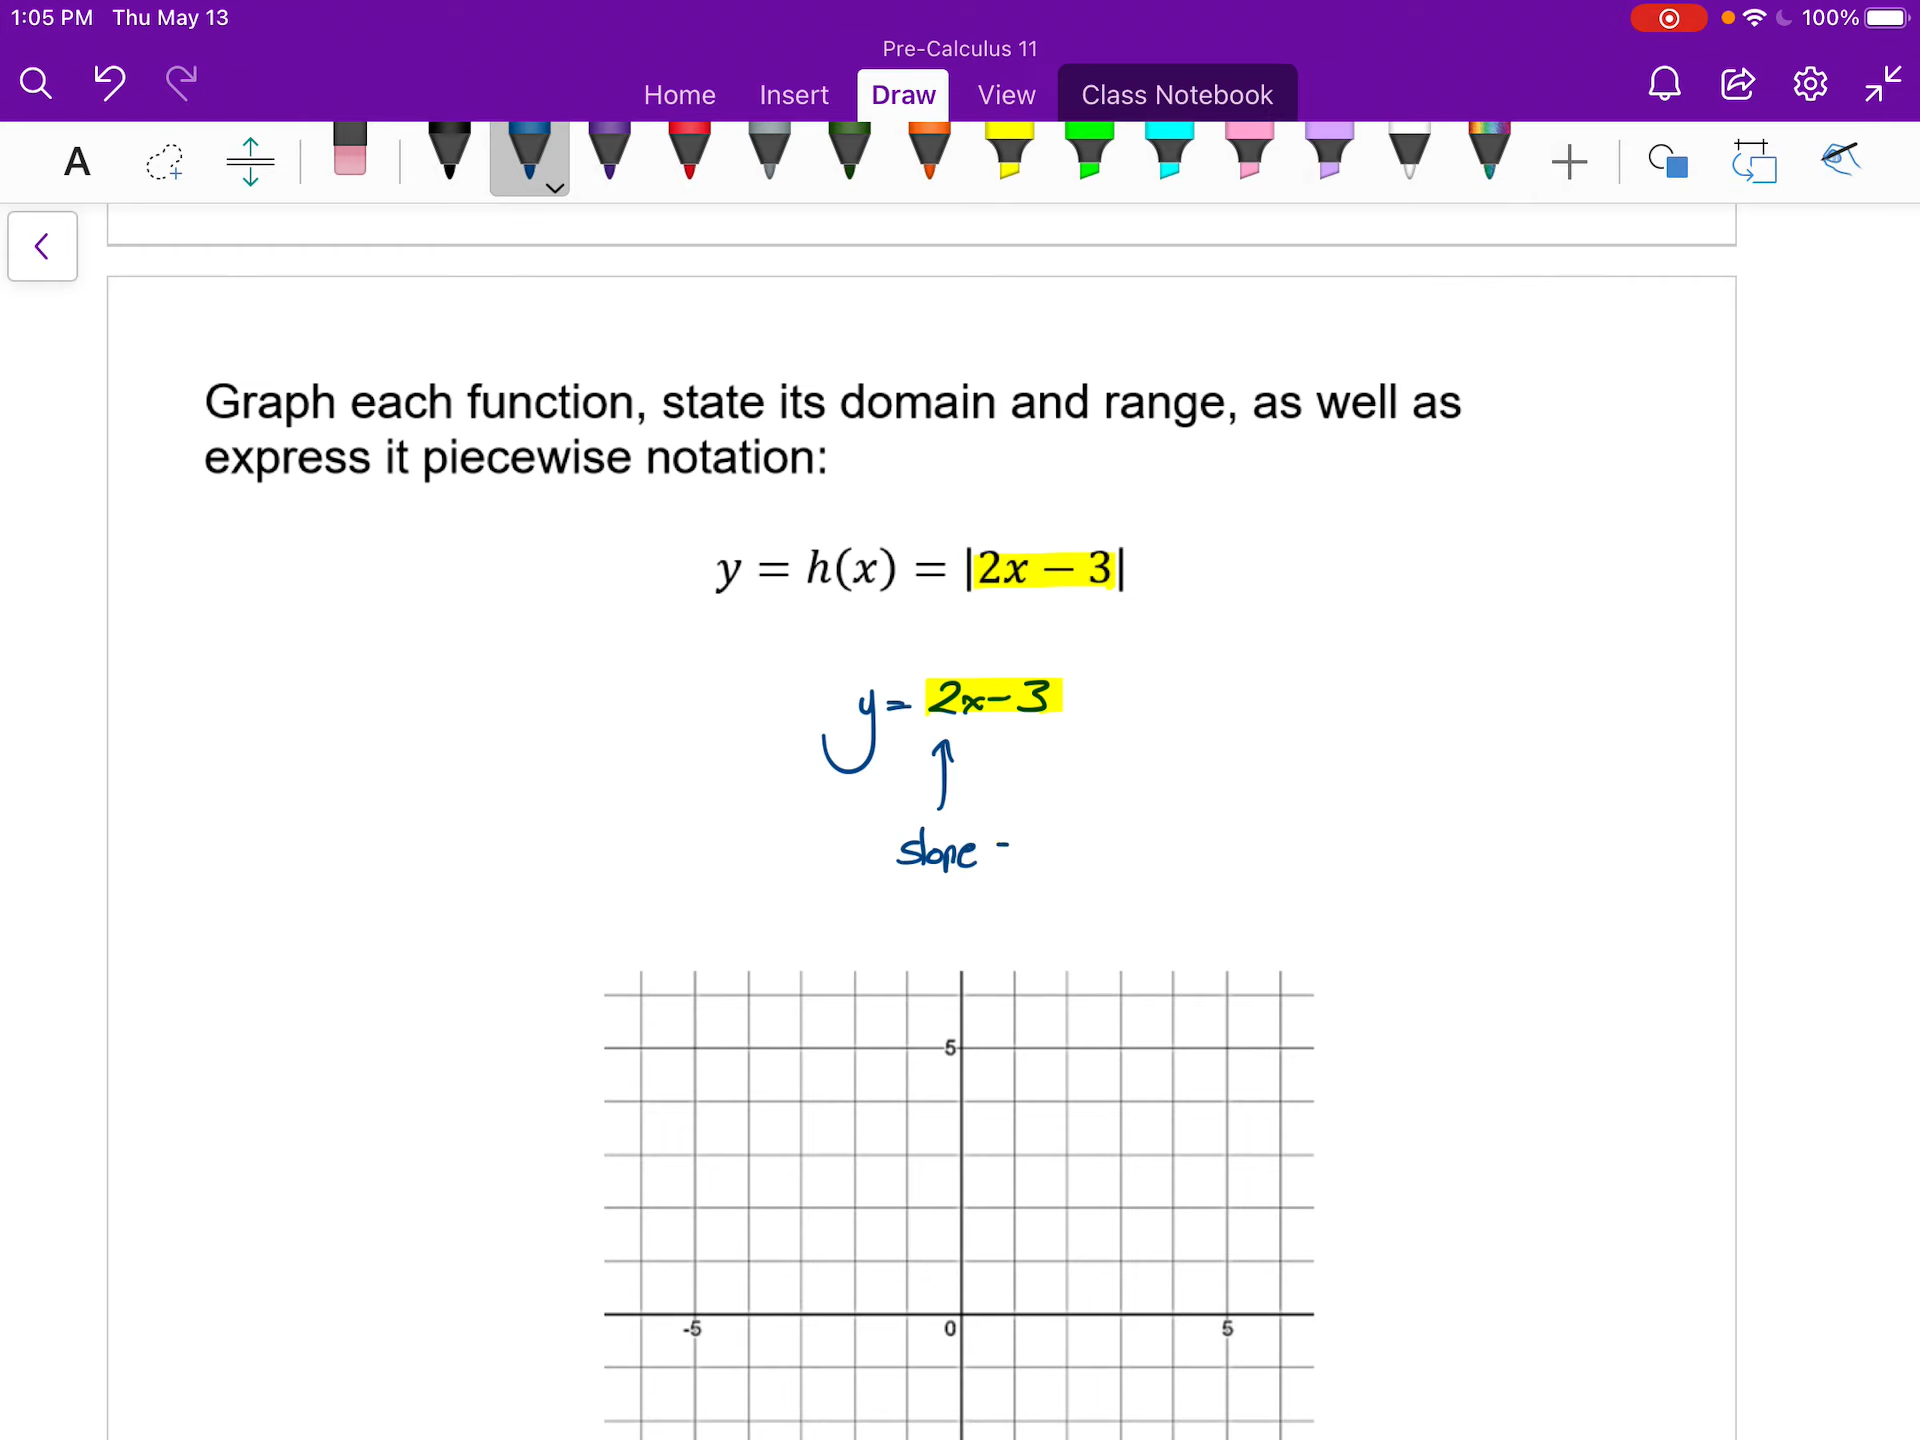 1:05 PM Thu May 13
100%
Pre-Calculus 11
Home Insert Draw View Class Notebook
A
Graph each function, state its domain and range, as well as
express it piecewise notation:
y = h(x) = |2x − 3|
y = 2x-3
slope -
5
-5 0 5